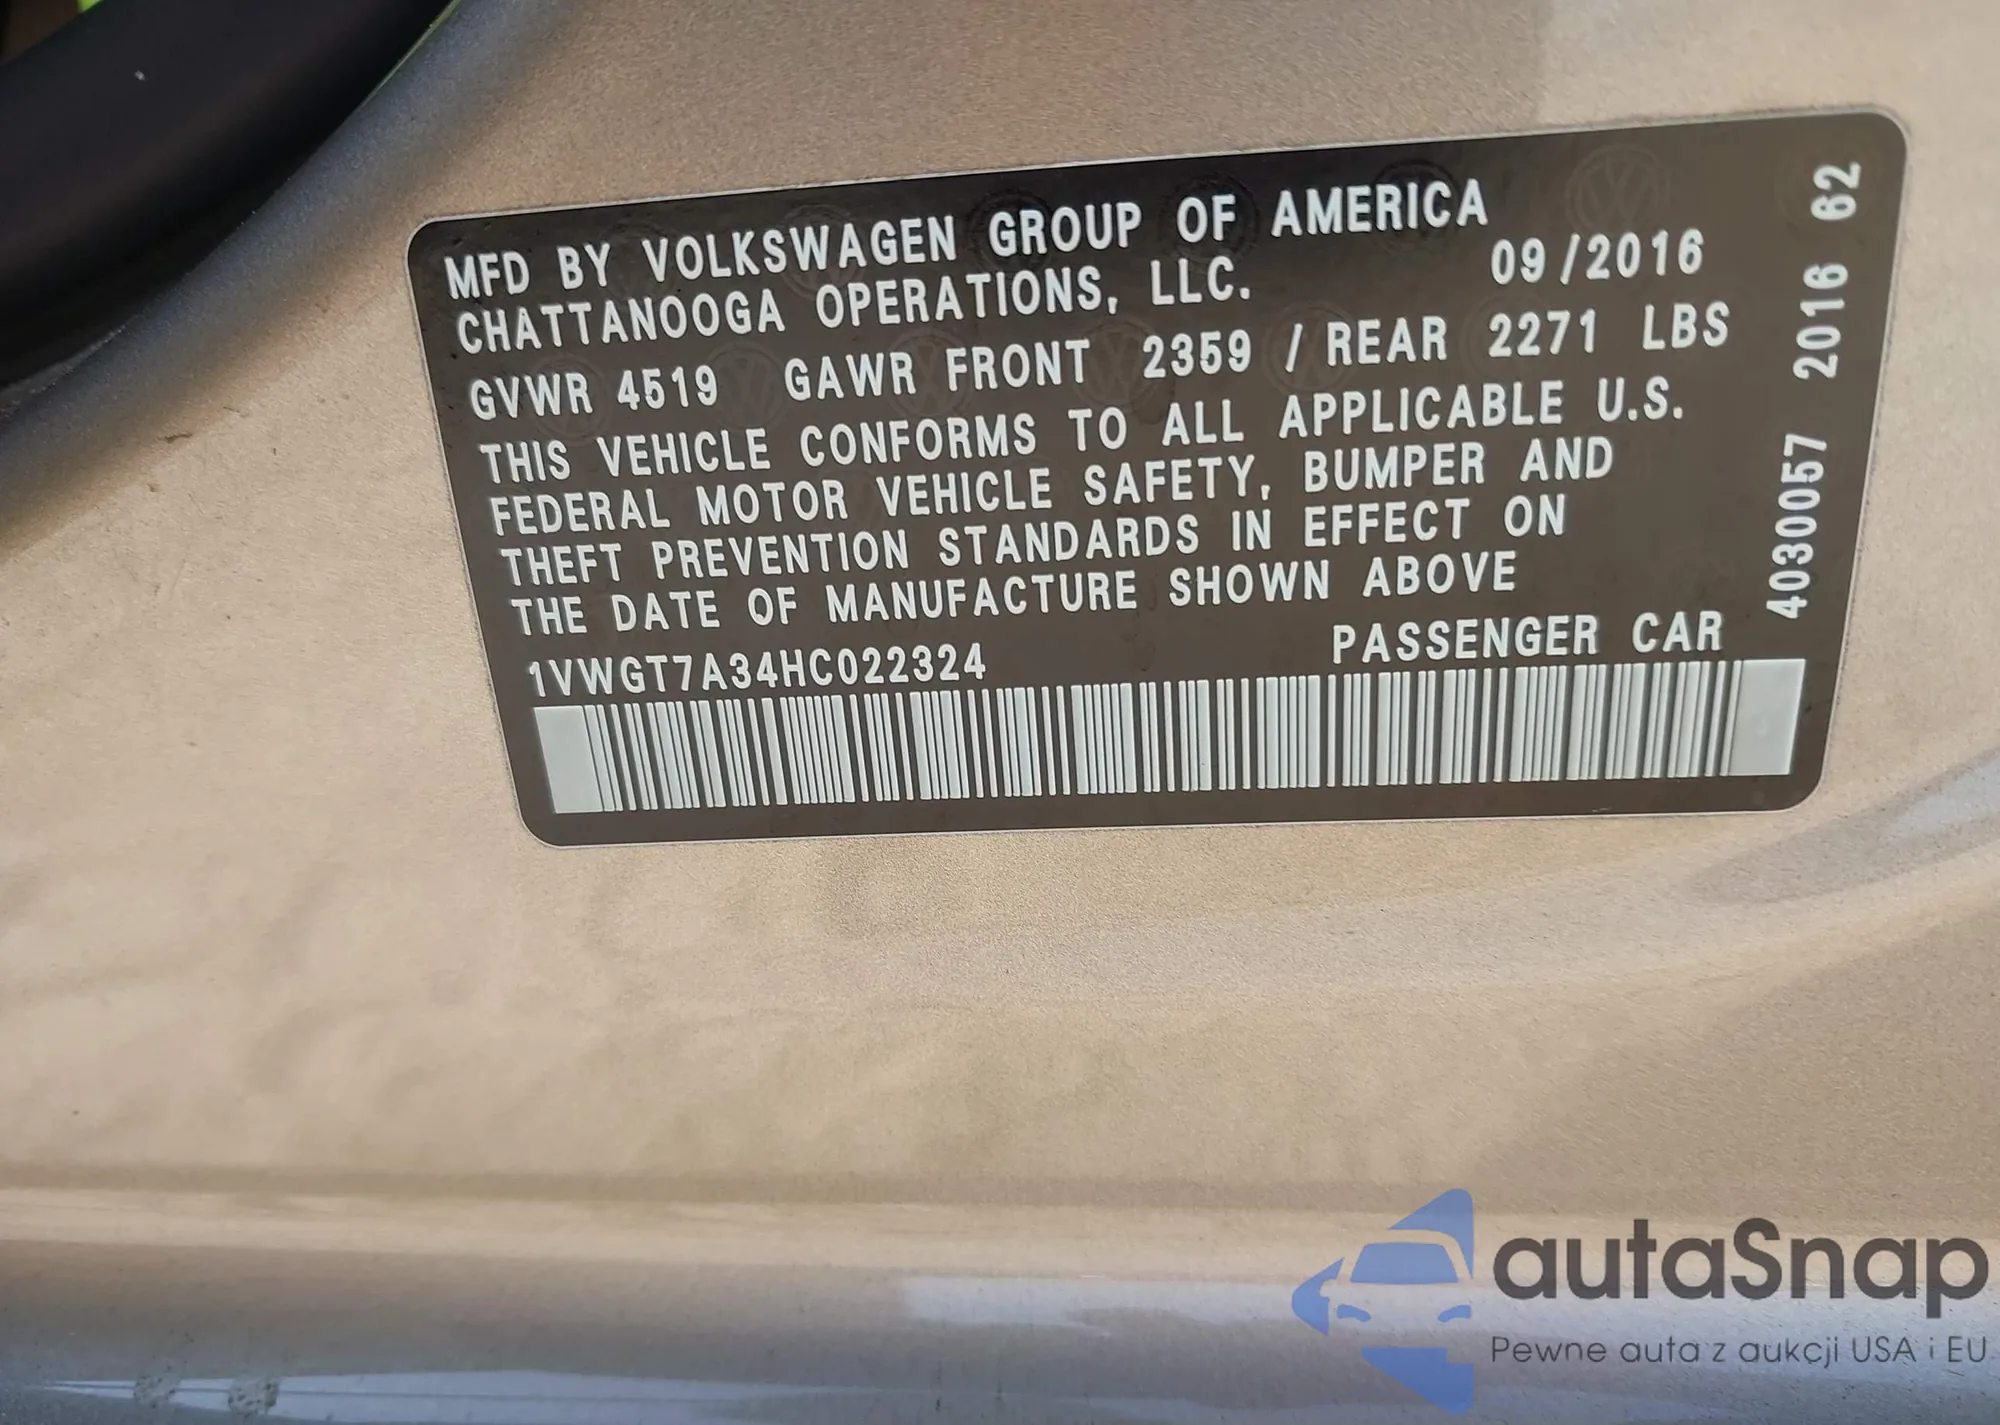 MFD BY VOLKSWAGEN GROUP OF AMERICA
CHATTANOOGA OPERATIONS, LLC. 09/2016
GVWR 4519 GAWR FRONT 2359 / REAR 2271 LBS
THIS VEHICLE CONFORMS TO ALL APPLICABLE U.S.
FEDERAL MOTOR VEHICLE SAFETY, BUMPER AND
THEFT PREVENTION STANDARDS IN EFFECT ON
THE DATE OF MANUFACTURE SHOWN ABOVE
1VWGT7A34HC022324 PASSENGER CAR
4030057 2016 62
autaSnap
Pewne auta z aukcji USA i EU